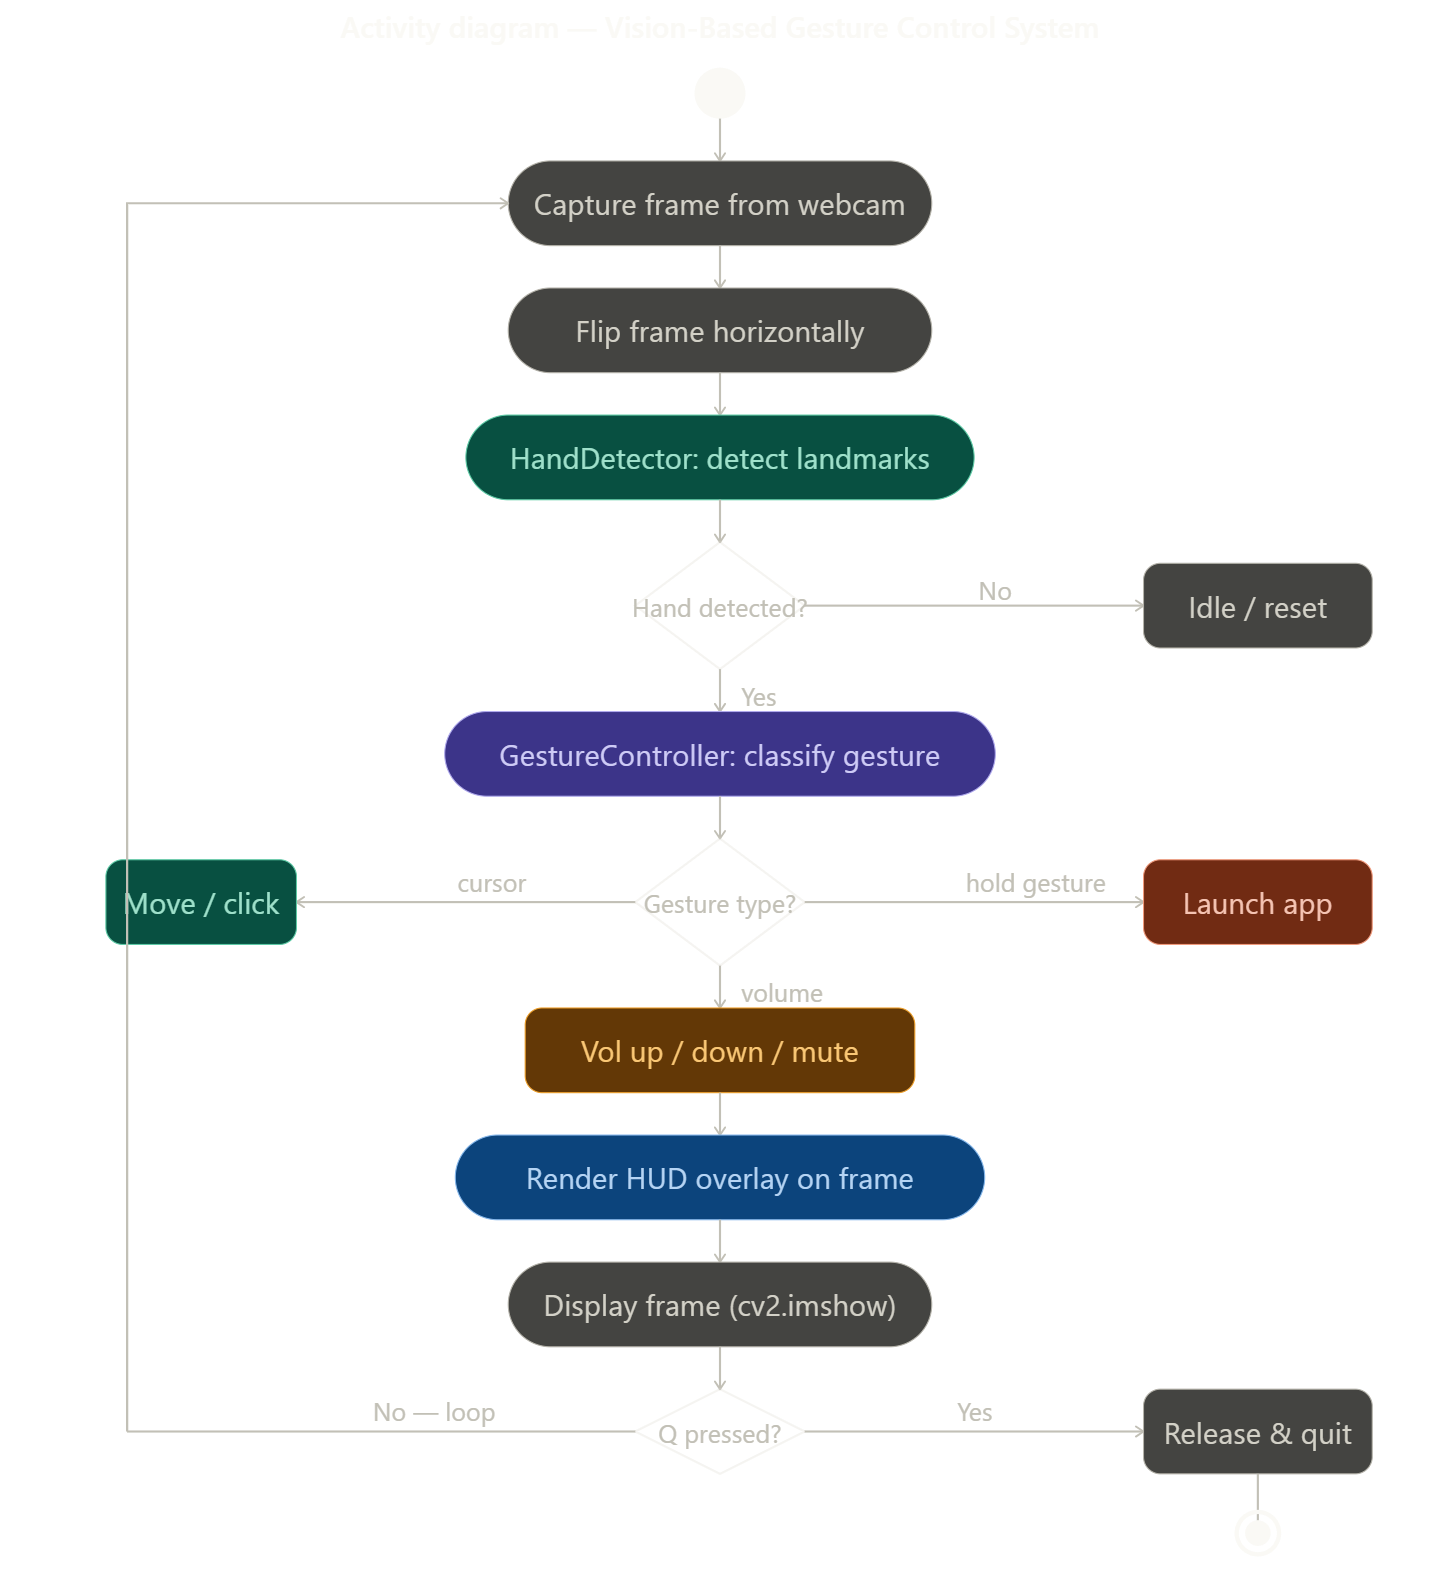 Activity diagram — Vision-Based Gesture Control System
Capture frame from webcam
Flip frame horizontally
HandDetector: detect landmarks
Hand detected?
No
Idle / reset
Yes
GestureController: classify gesture
Move / click
cursor
Gesture type?
hold gesture
Launch app
volume
Vol up / down / mute
Render HUD overlay on frame
Display frame (cv2.imshow)
No — loop
Q pressed?
Yes
Release & quit